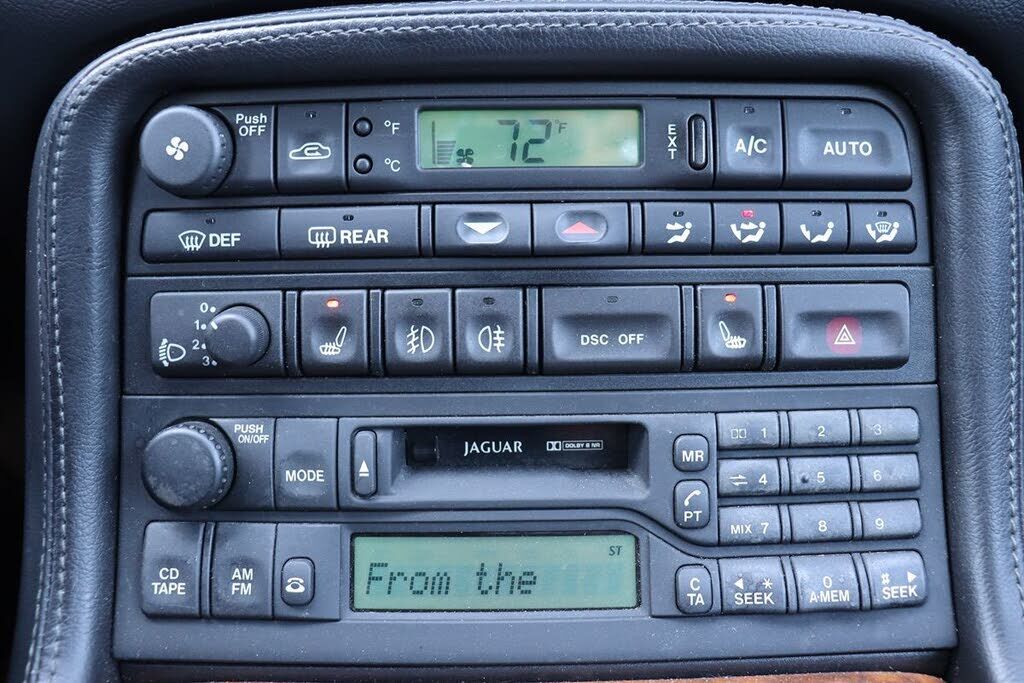 Push OFF
°F
°C
72°F
EXT
A/C
AUTO
DEF
REAR
0
1
2
3
DSC OFF
PUSH ON/OFF
MODE
JAGUAR
DOLBY B NR
MR
PT
1
2
3
4
5
6
MIX 7
8
9
CD TAPE
AM FM
ST
From the
C TA
* SEEK
0 A·MEM
# SEEK